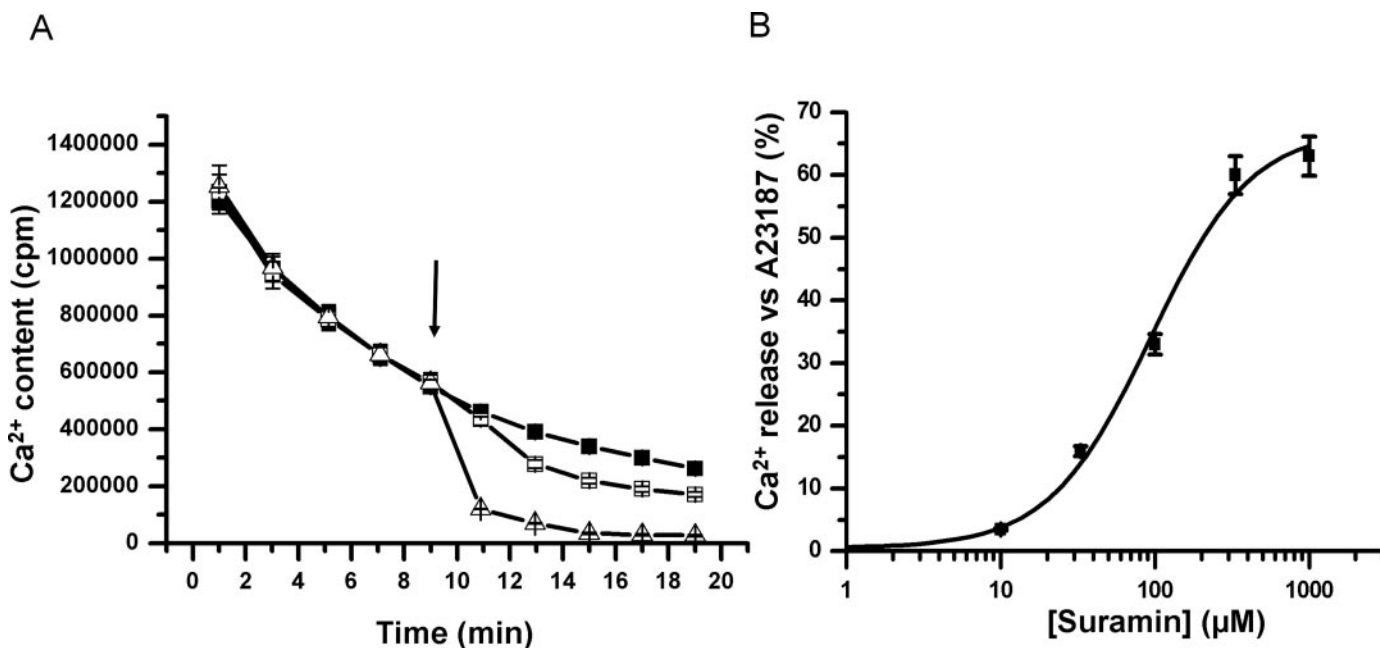 A
B
Ca²⁺ content (cpm)
1400000
1200000
1000000
800000
600000
400000
200000
0
0 2 4 6 8 10 12 14 16 18 20
Time (min)
Ca²⁺ release vs A23187 (%)
70
60
50
40
30
20
10
0
1 10 100 1000
[Suramin] (µM)